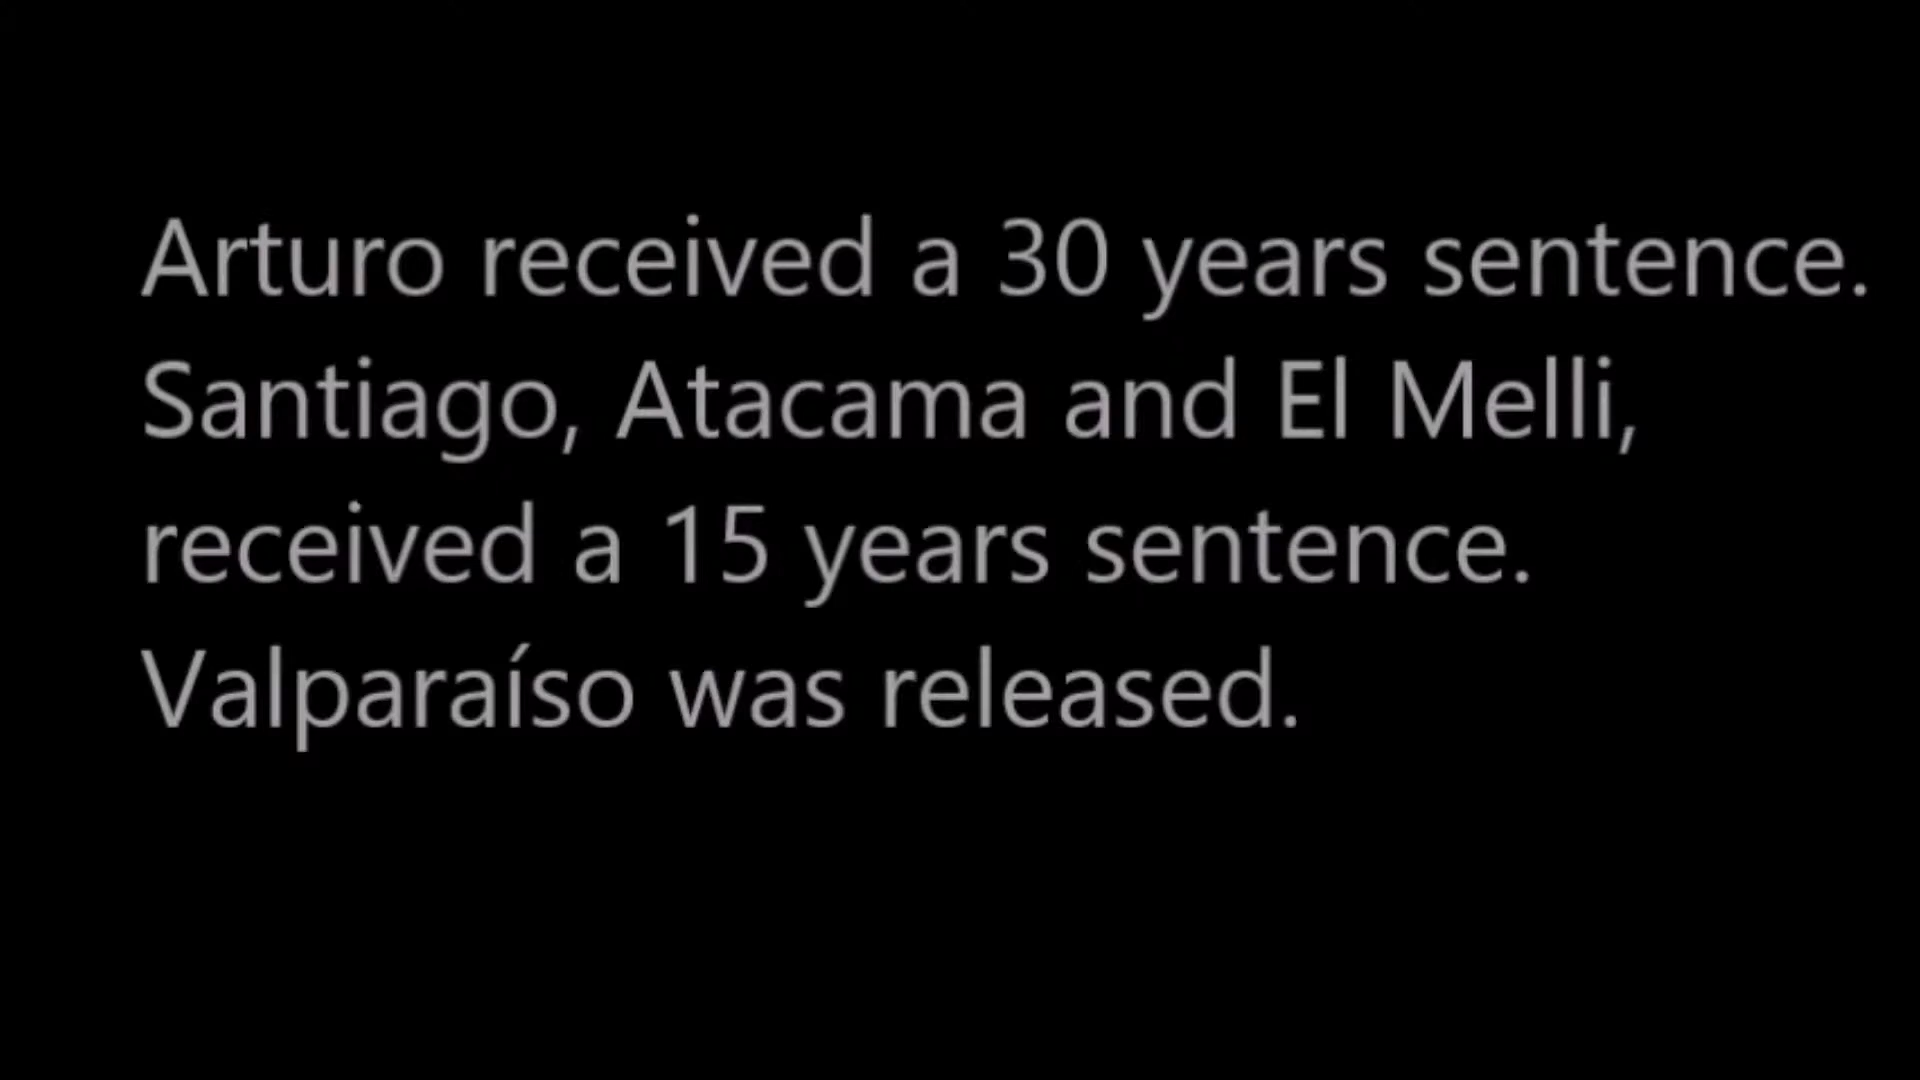 Arturo received a 30 years sentence.
Santiago, Atacama and El Melli,
received a 15 years sentence.
Valparaíso was released.